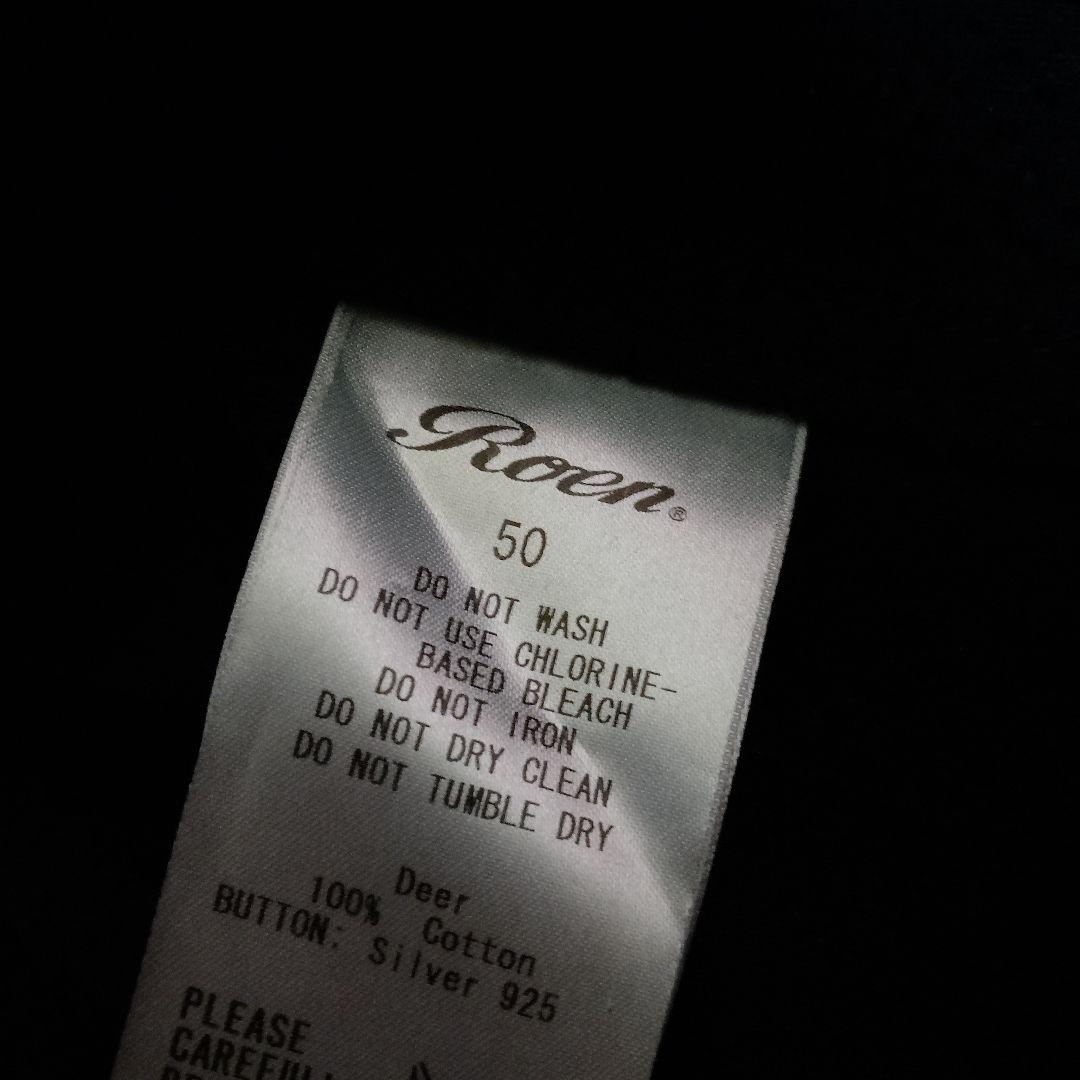 Roen®
50
DO NOT WASH
DO NOT USE CHLORINE-
BASED BLEACH
DO NOT IRON
DO NOT DRY CLEAN
DO NOT TUMBLE DRY
Deer
100% Cotton
BUTTON: Silver 925
PLEASE